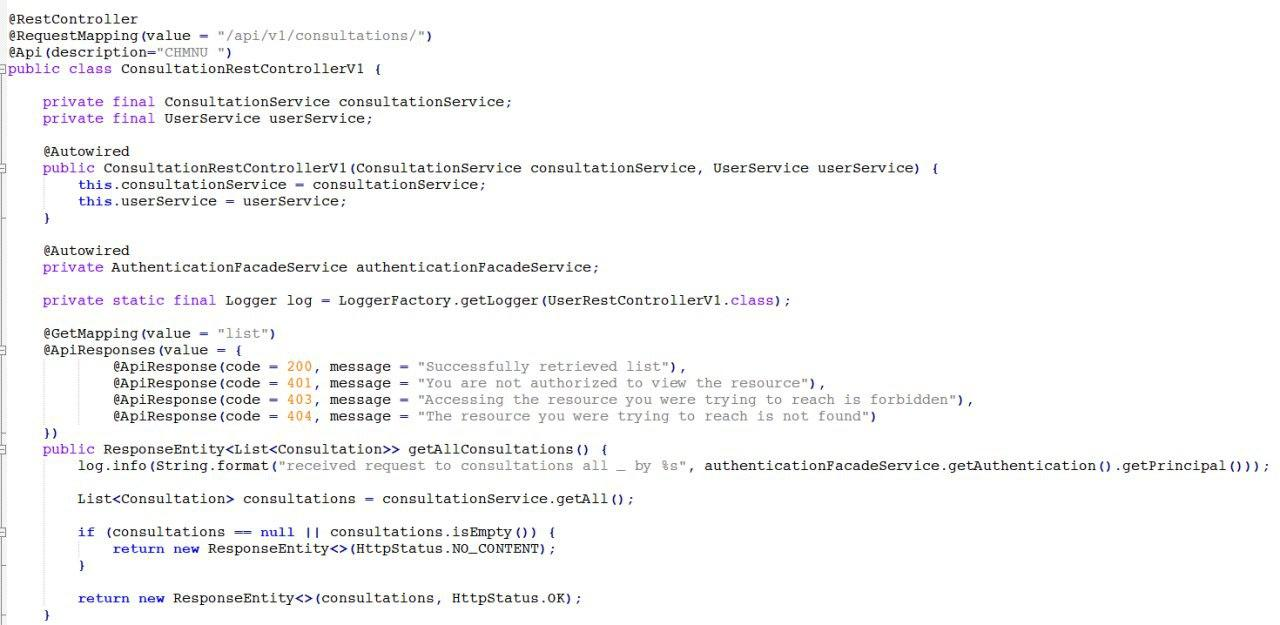 @RestController
@RequestMapping(value = "/api/v1/consultations/")
@Api(description="CHMNU ")
public class ConsultationRestControllerV1 {
private final ConsultationService consultationService;
private final UserService userService;
@Autowired
public ConsultationRestControllerV1(ConsultationService consultationService, UserService userService) {
this.consultationService = consultationService;
this.userService = userService;
}
@Autowired
private AuthenticationFacadeService authenticationFacadeService;
private static final Logger log = LoggerFactory.getLogger(UserRestControllerV1.class);
@GetMapping(value = "list")
@ApiResponses(value = {
@ApiResponse(code = 200, message = "Successfully retrieved list"),
@ApiResponse(code = 401, message = "You are not authorized to view the resource"),
@ApiResponse(code = 403, message = "Accessing the resource you were trying to reach is forbidden"),
@ApiResponse(code = 404, message = "The resource you were trying to reach is not found")
})
public ResponseEntity<List<Consultation>> getAllConsultations() {
log.info(String.format("received request to consultations all _ by %s", authenticationFacadeService.getAuthentication().getPrincipal()));
List<Consultation> consultations = consultationService.getAll();
if (consultations == null || consultations.isEmpty()) {
return new ResponseEntity<>(HttpStatus.NO_CONTENT);
}
return new ResponseEntity<>(consultations, HttpStatus.OK);
}